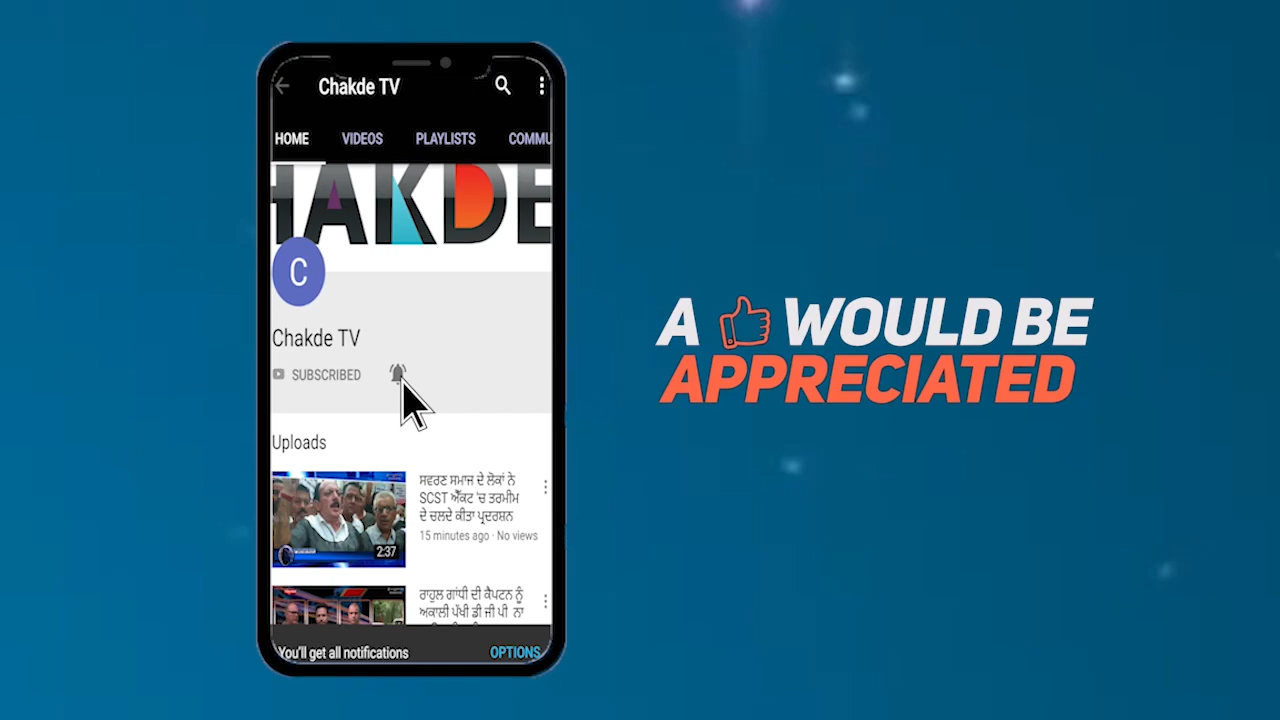 Chakde TV
HOME VIDEOS PLAYLISTS COMMU
HAKDE
C
Chakde TV
SUBSCRIBED
Uploads
ਸਵਰਣ ਸਮਾਜ ਦੇ ਲੋਕਾਂ ਨੇ
SCST ਐਕਟ 'ਚ ਤਰਮੀਮ
ਦੇ ਚਲਦੇ ਕੀਤਾ ਪ੍ਰਦਰਸ਼ਨ
15 minutes ago · No views
2:37
ਰਾਹੁਲ ਗਾਂਧੀ ਦੀ ਕੈਪਟਨ ਨੂੰ
ਅਕਾਲੀ ਪੱਖੀ ਡੀ ਜੀ ਪੀ ਨਾ
You'll get all notifications OPTIONS
A WOULD BE
APPRECIATED